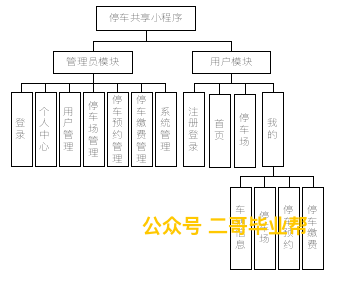 停车共享小程序
管理员模块
用户模块
登录
个人中心
用户管理
停车场管理
停车预约管理
停车缴费管理
系统管理
注册登录
首页
停车场
我的
车
息
停
场
停车预约
停车缴费
公众号 二哥毕业帮